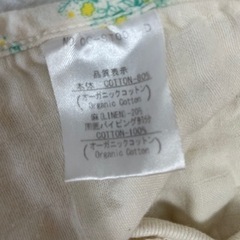 品質表示
本体 COTTON-80%
(オーガニックコットン)
Organic Cotton
麻(LINEN)-20%
COTTON-100%
(オーガニックコットン)
Organic Cotton